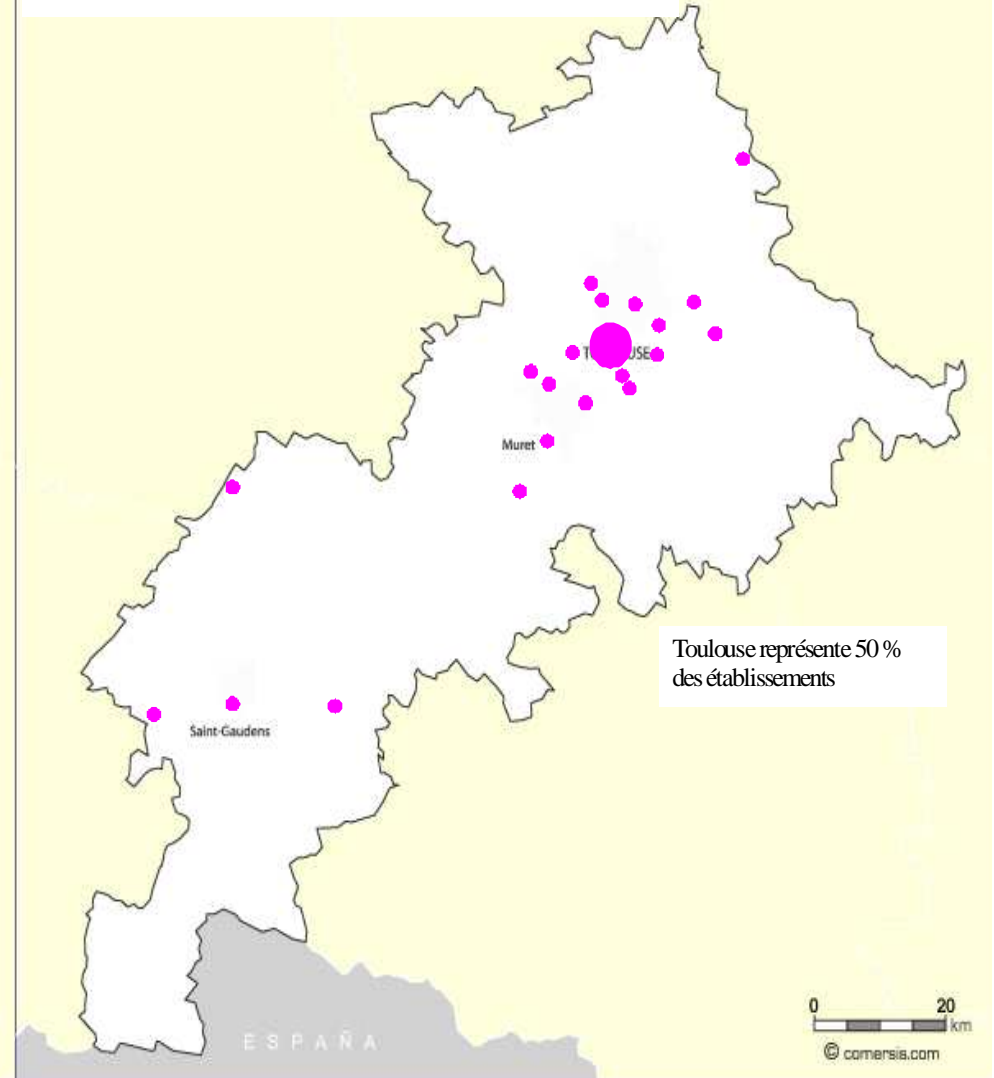 Muret
Toulouse représente 50 %
des établissements
Saint-Gaudens
ESPAÑA
0 20
km
© comersis.com